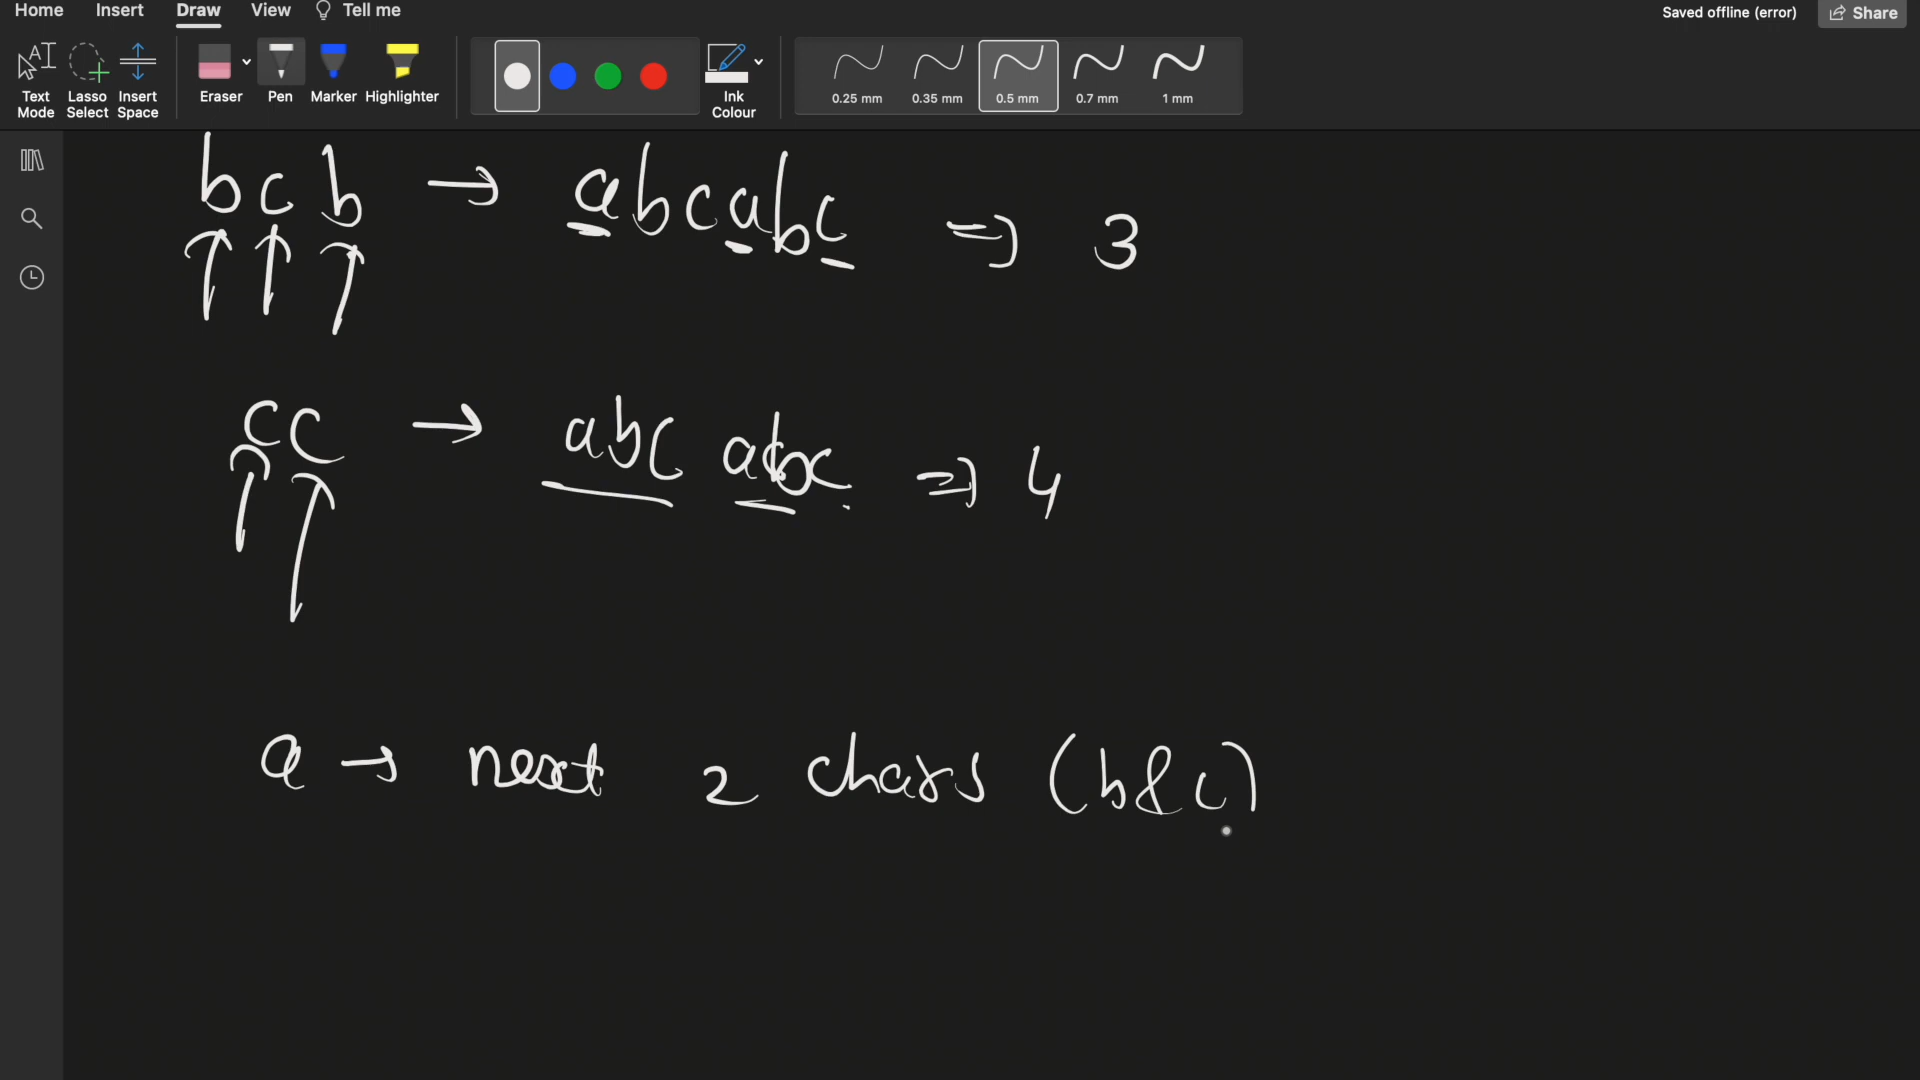 Home Insert Draw View Tell me Saved offline (error) Share
Text Mode Lasso Select Insert Space Eraser Pen Marker Highlighter Ink Colour 0.25 mm 0.35 mm 0.5 mm 0.7 mm 1 mm
bcb → abcabc => 3
cc → abc abc => 4
a → next 2 chars (b&c)